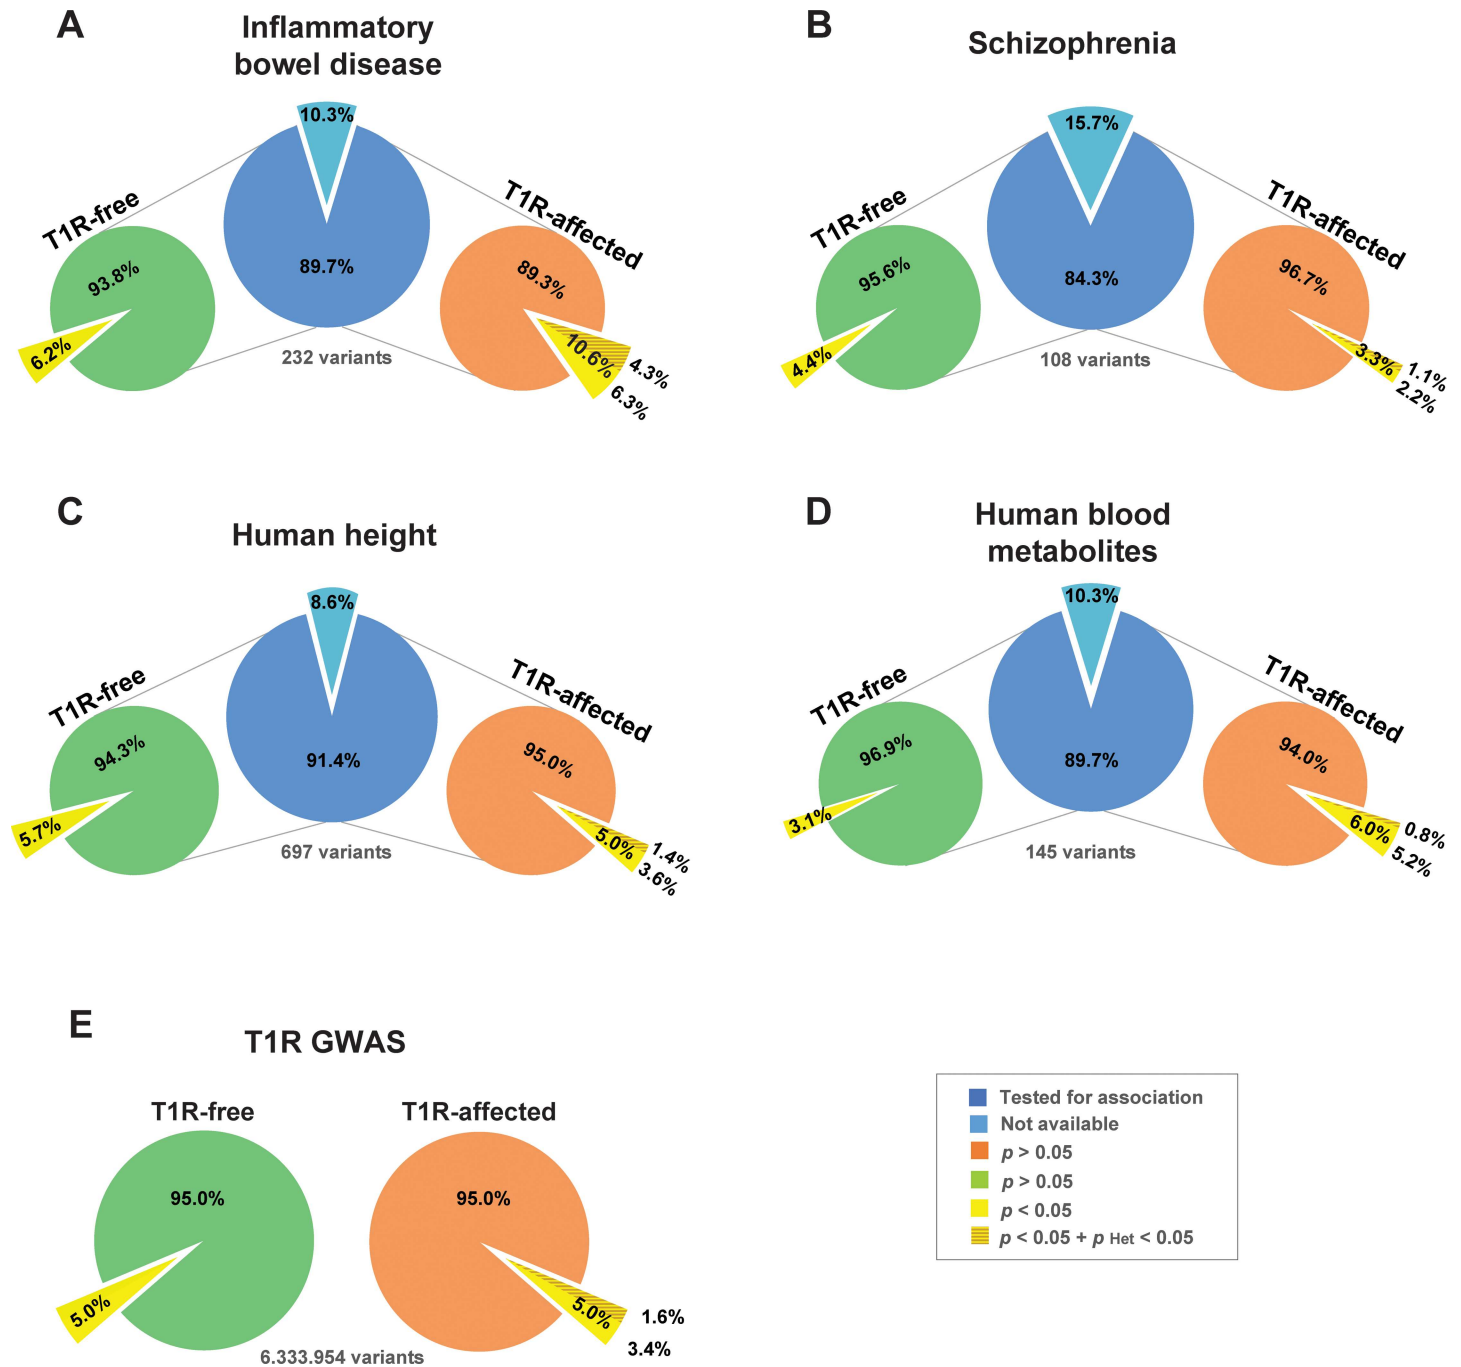 A
Inflammatory
bowel disease
10.3%
T1R-free
T1R-affected
93.8%
89.7%
89.3%
6.2%
10.6%
4.3%
6.3%
232 variants
B
Schizophrenia
15.7%
T1R-free
T1R-affected
95.6%
84.3%
96.7%
4.4%
3.3%
1.1%
2.2%
108 variants
C
Human height
8.6%
T1R-free
T1R-affected
94.3%
91.4%
95.0%
5.7%
5.0%
1.4%
3.6%
697 variants
D
Human blood
metabolites
10.3%
T1R-free
T1R-affected
96.9%
89.7%
94.0%
3.1%
6.0%
0.8%
5.2%
145 variants
E
T1R GWAS
T1R-free
T1R-affected
95.0%
95.0%
5.0%
5.0%
1.6%
3.4%
6.333.954 variants
Tested for association
Not available
p > 0.05
p > 0.05
p < 0.05
p < 0.05 + p Het < 0.05